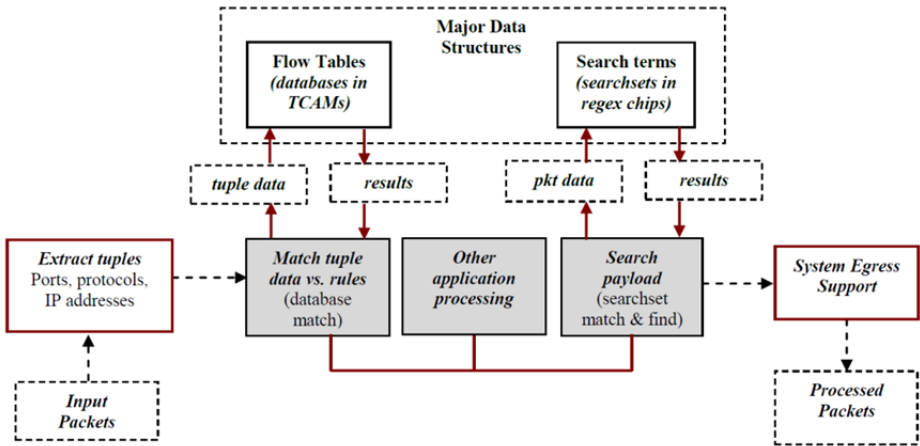 Major Data
Structures
Flow Tables
(databases in
TCAMs)
Search terms
(searchsets in
regex chips)
tuple data
results
pkt data
results
Extract tuples
Ports, protocols,
IP addresses
Match tuple
data vs. rules
(database
match)
Other
application
processing
Search
payload
(searchset
match & find)
System Egress
Support
Input
Packets
Processed
Packets